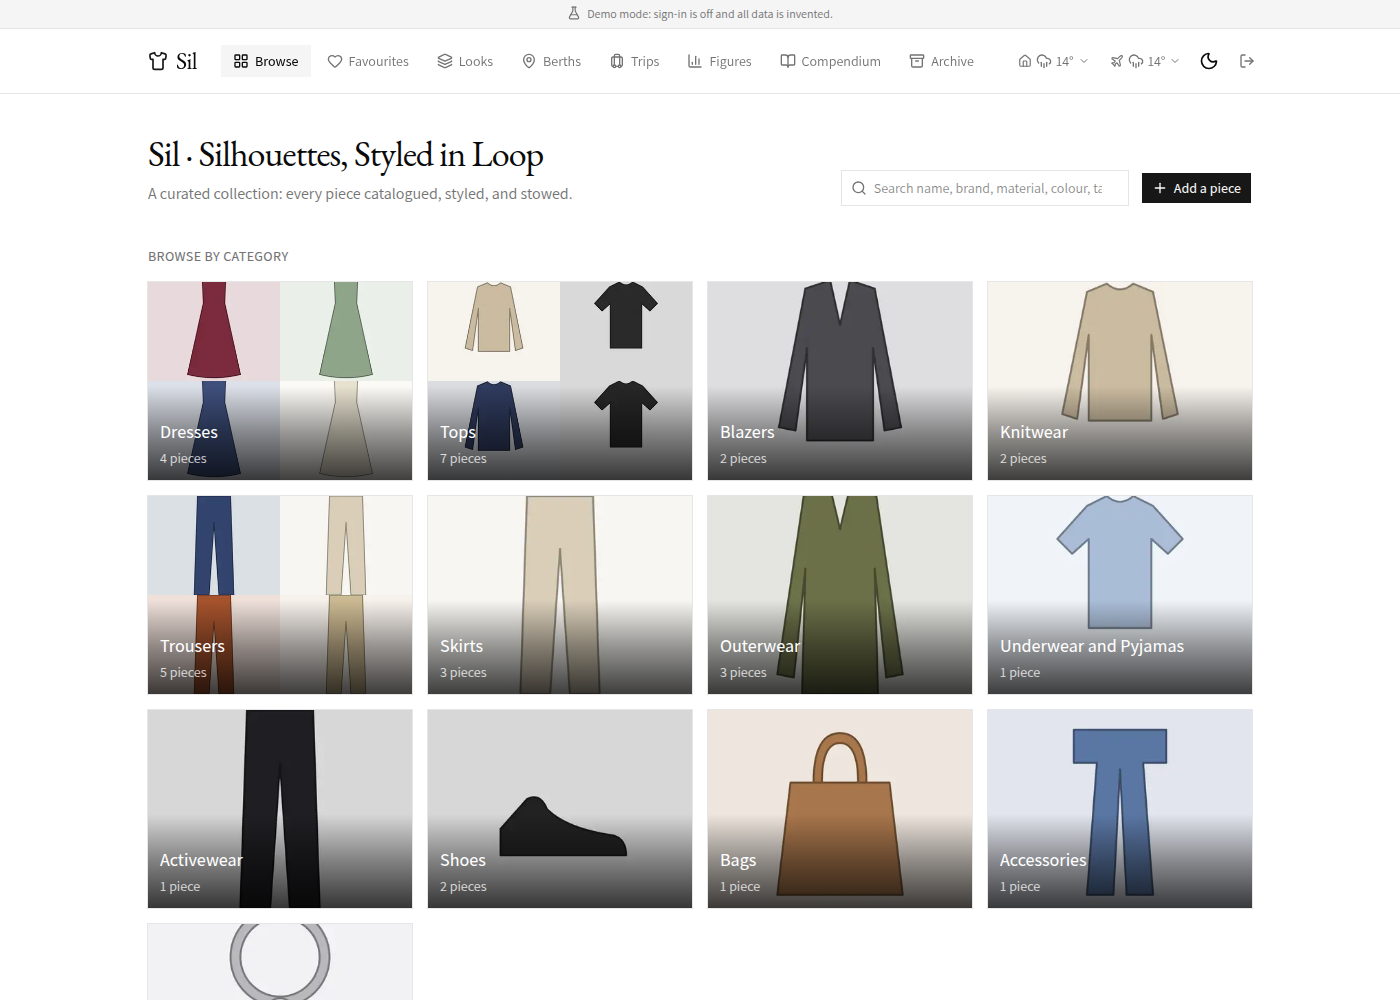 Demo mode: sign-in is off and all data is invented.
Sil
Browse
Favourites
Looks
Berths
Trips
Figures
Compendium
Archive
14°
14°
Sil · Silhouettes, Styled in Loop
A curated collection: every piece catalogued, styled, and stowed.
Search name, brand, material, colour, ta
Add a piece
BROWSE BY CATEGORY
Dresses
4 pieces
Tops
7 pieces
Blazers
2 pieces
Knitwear
2 pieces
Trousers
5 pieces
Skirts
3 pieces
Outerwear
3 pieces
Underwear and Pyjamas
1 piece
Activewear
1 piece
Shoes
2 pieces
Bags
1 piece
Accessories
1 piece